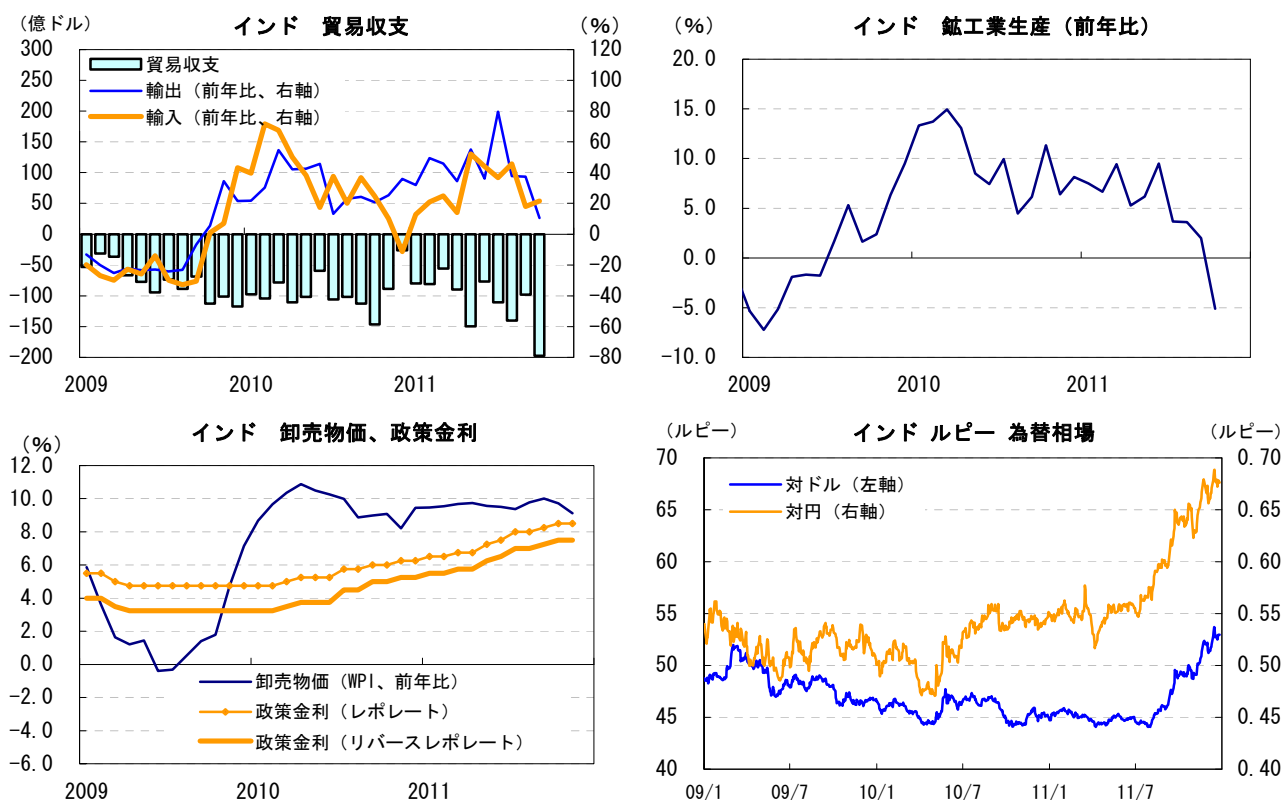 インド 貿易収支
（億ドル）
（%）
300
250
200
150
100
50
0
-50
-100
-150
-200
120
100
80
60
40
20
0
-20
-40
-60
-80
貿易収支
輸出（前年比、右軸）
輸入（前年比、右軸）
2009 2010 2011
インド 鉱工業生産（前年比）
（%）
20.0
15.0
10.0
5.0
0.0
-5.0
-10.0
2009 2010 2011
インド 卸売物価、政策金利
（%）
12.0
10.0
8.0
6.0
4.0
2.0
0.0
-2.0
-4.0
-6.0
卸売物価（WPI、前年比）
政策金利（レポレート）
政策金利（リバースレポレート）
2009 2010 2011
インド ルピー 為替相場
（ルピー）
（ルピー）
70
65
60
55
50
45
40
0.70
0.65
0.60
0.55
0.50
0.45
0.40
対ドル（左軸）
対円（右軸）
09/1 09/7 10/1 10/7 11/1 11/7